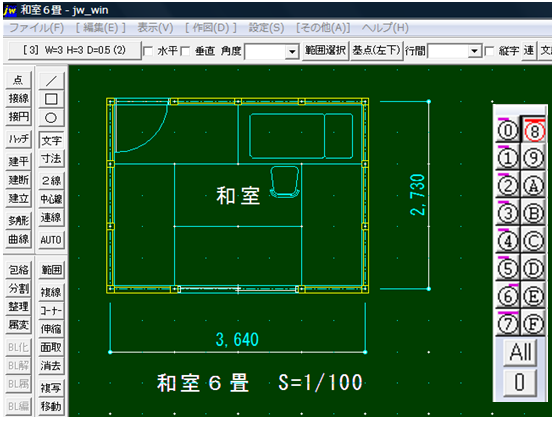 jw 和室６畳 - jw_win
ファイル(F) [ 編集(E) ] 表示(V) [ 作図(D) ] 設定(S) [その他(A)] ヘルプ(H)
[ 3] W=3 H=3 D=0.5 (2) 水平 垂直 角度 範囲選択 基点(左下) 行間 縦字 連 文
点 ／
接線 □
接円 ○
ハッチ 文字
建平 寸法
建断 ２線
建立 中心線
多角形 連線
曲線 AUTO
包絡 範囲
分割 複線
整理 コーナー
属変 伸縮
BL化 面取
BL解 消去
BL属 複写
BL編 移動
和室
2,730
3,640
和室６畳 S=1/100
0 8
1 9
2 A
3 B
4 C
5 D
6 E
7 F
All
0